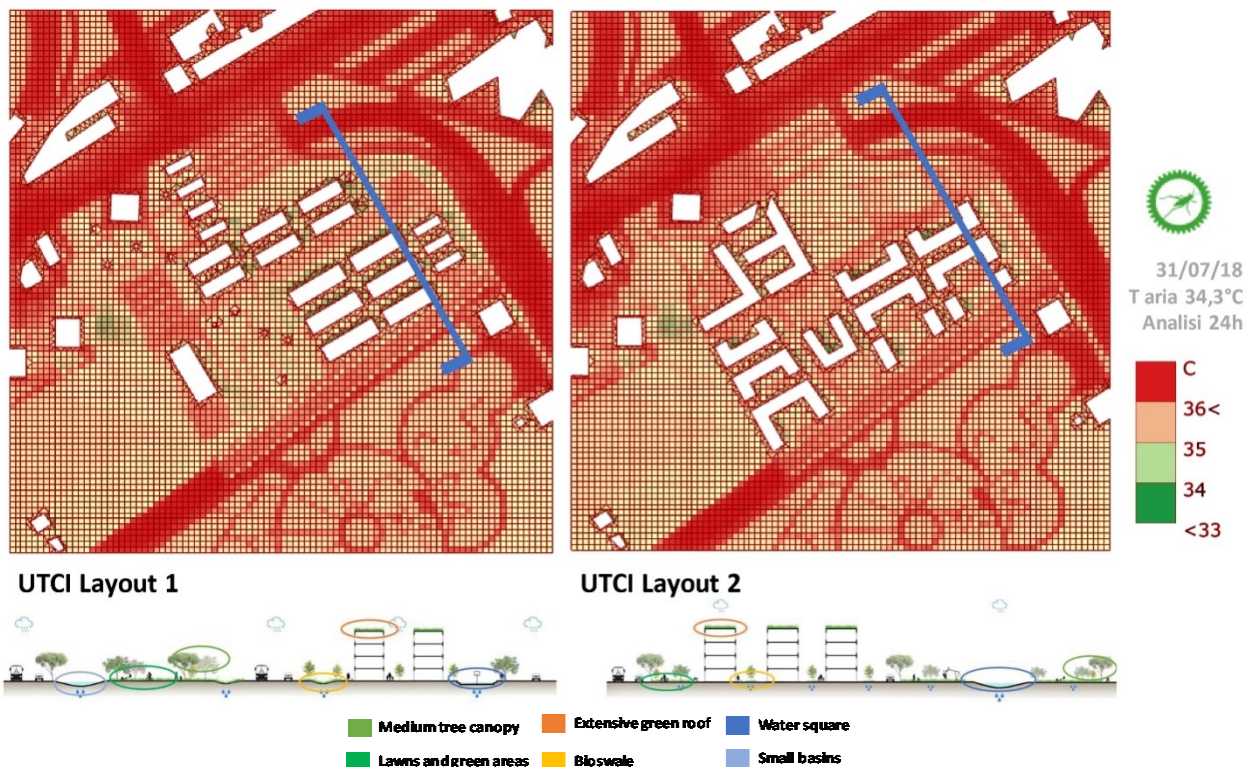 31/07/18
T aria 34,3°C
Analisi 24h
C
36<
35
34
<33
UTCI Layout 1
UTCI Layout 2
Medium tree canopy
Extensive green roof
Water square
Lawns and green areas
Bioswale
Small basins